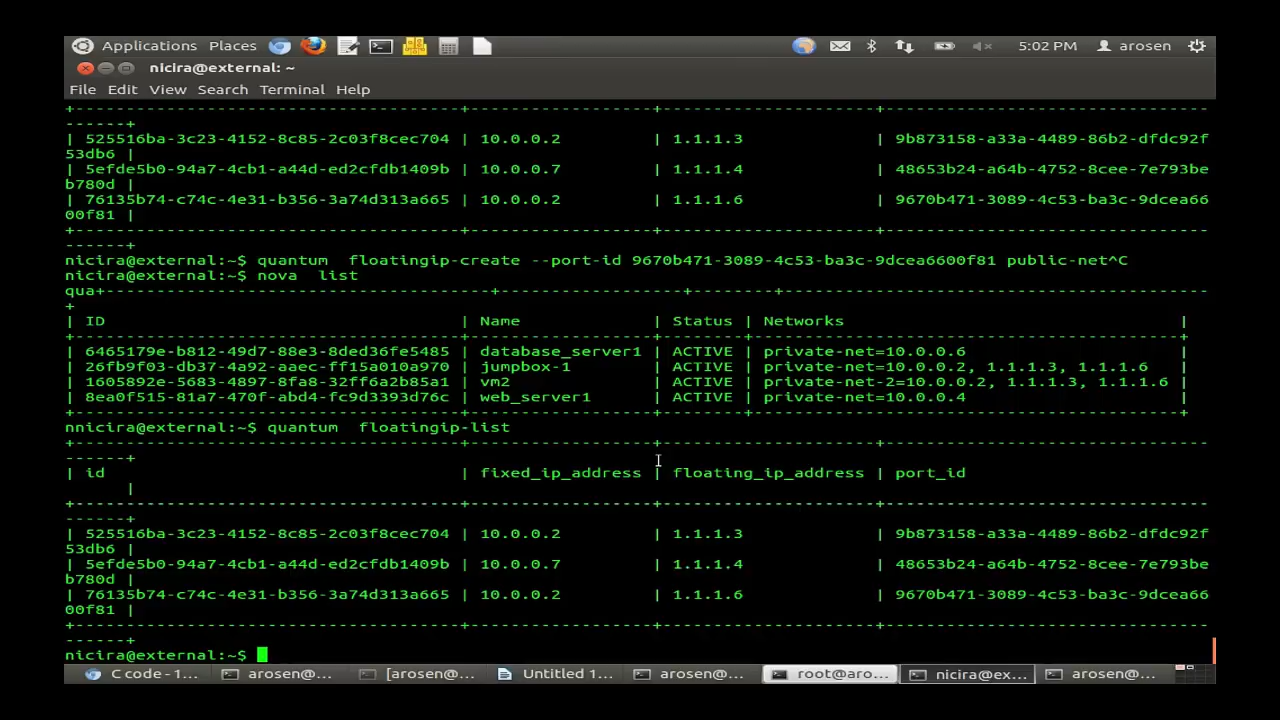 Applications Places 5:02 PM arosen
nicira@external: ~
File Edit View Search Terminal Help
+--------------------------------------+------------------+---------------------+--------------------------------
------+
| 525516ba-3c23-4152-8c85-2c03f8cec704 | 10.0.0.2 | 1.1.1.3 | 9b873158-a33a-4489-86b2-dfdc92f
53db6 |
| 5efde5b0-94a7-4cb1-a44d-ed2cfdb1409b | 10.0.0.7 | 1.1.1.4 | 48653b24-a64b-4752-8cee-7e793be
b780d |
| 76135b74-c74c-4e31-b356-3a74d313a665 | 10.0.0.2 | 1.1.1.6 | 9670b471-3089-4c53-ba3c-9dcea66
00f81 |
+--------------------------------------+------------------+---------------------+--------------------------------
------+
nicira@external:~$ quantum floatingip-create --port-id 9670b471-3089-4c53-ba3c-9dcea6600f81 public-net^C
nicira@external:~$ nova list
qua+--------------------------------------+------------------+--------+------------------------------------------
+
| ID | Name | Status | Networks |
+--------------------------------------+------------------+--------+------------------------------------------+
| 6465179e-b812-49d7-88e3-8ded36fe5485 | database_server1 | ACTIVE | private-net=10.0.0.6 |
| 26fb9f03-db37-4a92-aaec-ff15a010a970 | jumpbox-1 | ACTIVE | private-net=10.0.0.2, 1.1.1.3, 1.1.1.6 |
| 1605892e-5683-4897-8fa8-32ff6a2b85a1 | vm2 | ACTIVE | private-net-2=10.0.0.2, 1.1.1.3, 1.1.1.6 |
| 8ea0f515-81a7-470f-abd4-fc9d3393d76c | web_server1 | ACTIVE | private-net=10.0.0.4 |
+--------------------------------------+------------------+--------+------------------------------------------+
nnicira@external:~$ quantum floatingip-list
+--------------------------------------+------------------+---------------------+--------------------------------
------+
| id | fixed_ip_address | floating_ip_address | port_id
|
+--------------------------------------+------------------+---------------------+--------------------------------
------+
| 525516ba-3c23-4152-8c85-2c03f8cec704 | 10.0.0.2 | 1.1.1.3 | 9b873158-a33a-4489-86b2-dfdc92f
53db6 |
| 5efde5b0-94a7-4cb1-a44d-ed2cfdb1409b | 10.0.0.7 | 1.1.1.4 | 48653b24-a64b-4752-8cee-7e793be
b780d |
| 76135b74-c74c-4e31-b356-3a74d313a665 | 10.0.0.2 | 1.1.1.6 | 9670b471-3089-4c53-ba3c-9dcea66
00f81 |
+--------------------------------------+------------------+---------------------+--------------------------------
------+
nicira@external:~$
C code - 1... arosen@... [arosen@... Untitled 1... arosen@... root@aro... nicira@ex... arosen@...